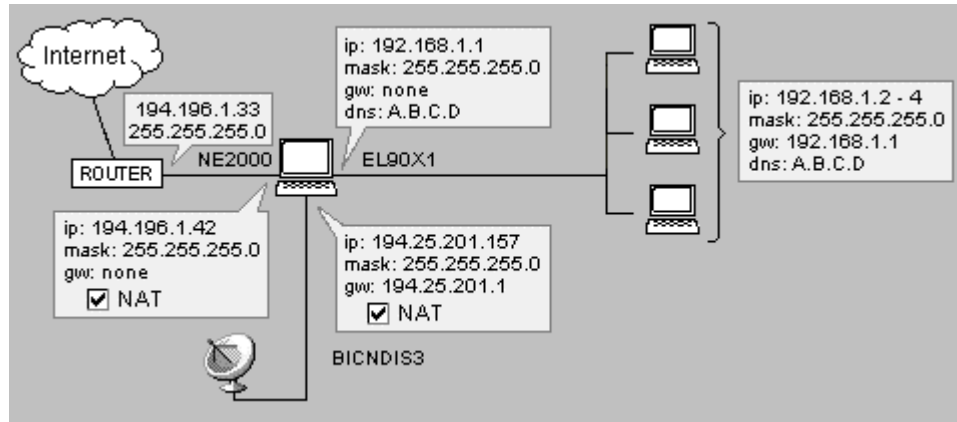 Internet
194.196.1.33
255.255.255.0
ROUTER
NE2000
ip: 192.168.1.1
mask: 255.255.255.0
gw: none
dns: A.B.C.D
EL90X1
ip: 192.168.1.2 - 4
mask: 255.255.255.0
gw: 192.168.1.1
dns: A.B.C.D
ip: 194.196.1.42
mask: 255.255.255.0
gw: none
NAT
ip: 194.25.201.157
mask: 255.255.255.0
gw: 194.25.201.1
NAT
BICNDIS3